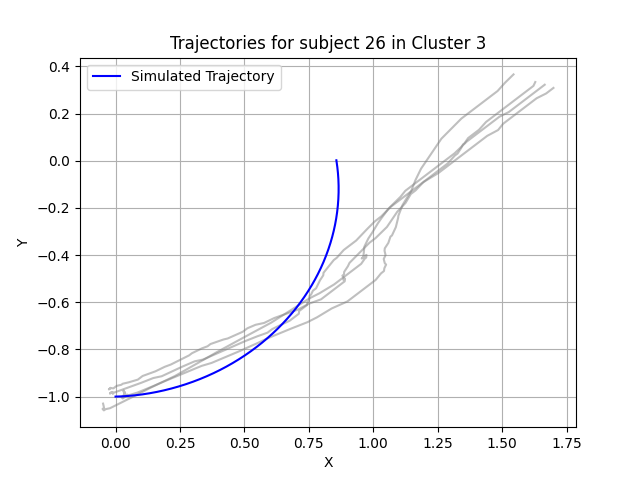 Trajectories for subject 26 in Cluster 3
Simulated Trajectory
0.4
0.2
0.0
−0.2
−0.4
−0.6
−0.8
−1.0
Y
0.00 0.25 0.50 0.75 1.00 1.25 1.50 1.75
X